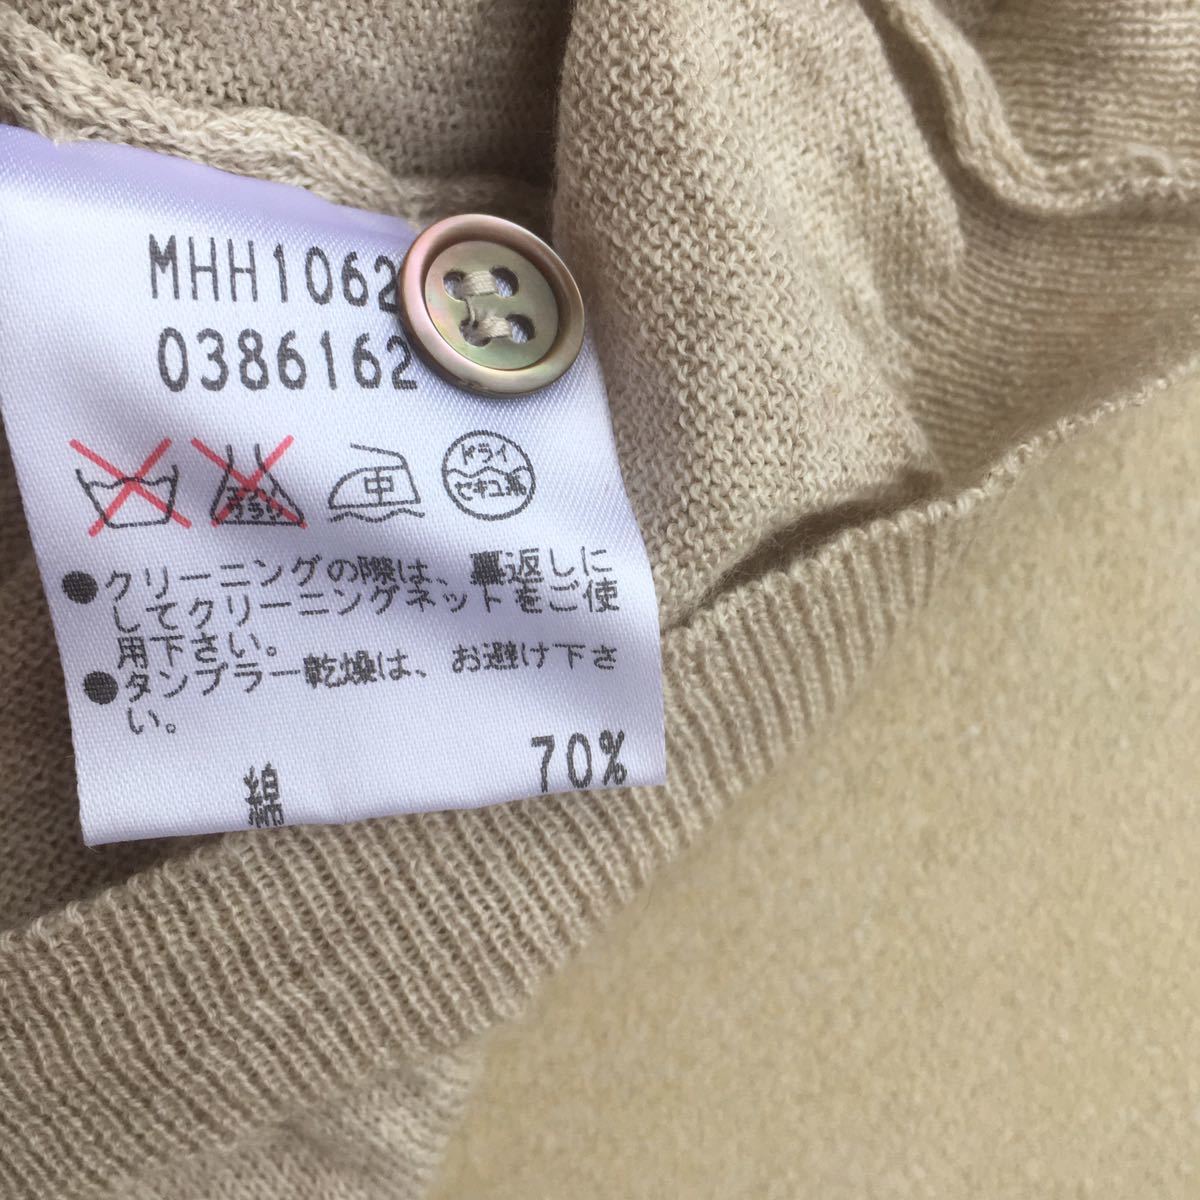 MHH1062
0386162
中
ドライ
セキユ系
●クリーニングの際は、裏返しに
してクリーニングネットをご使
用下さい。
●タンブラー乾燥は、お避け下さ
い。
綿 70%